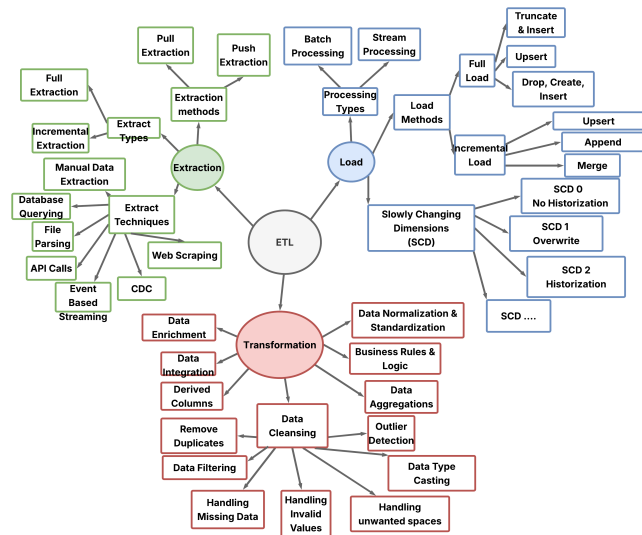 Pull
Extraction
Push
Extraction
Full
Extraction
Extraction
methods
Extract
Types
Incremental
Extraction
Extraction
Manual Data
Extraction
Extract
Techniques
Database
Querying
File
Parsing
API Calls
Event
Based
Streaming
CDC
Web Scraping
ETL
Batch
Processing
Stream
Processing
Processing
Types
Load
Load
Methods
Full
Load
Truncate
& Insert
Upsert
Drop, Create,
Insert
Incremental
Load
Upsert
Append
Merge
Slowly Changing
Dimensions
(SCD)
SCD 0
No Historization
SCD 1
Overwrite
SCD 2
Historization
SCD ....
Transformation
Data
Enrichment
Data
Integration
Derived
Columns
Data Normalization &
Standardization
Business Rules &
Logic
Data
Aggregations
Data
Cleansing
Remove
Duplicates
Data Filtering
Handling
Missing Data
Handling
Invalid
Values
Handling
unwanted spaces
Data Type
Casting
Outlier
Detection